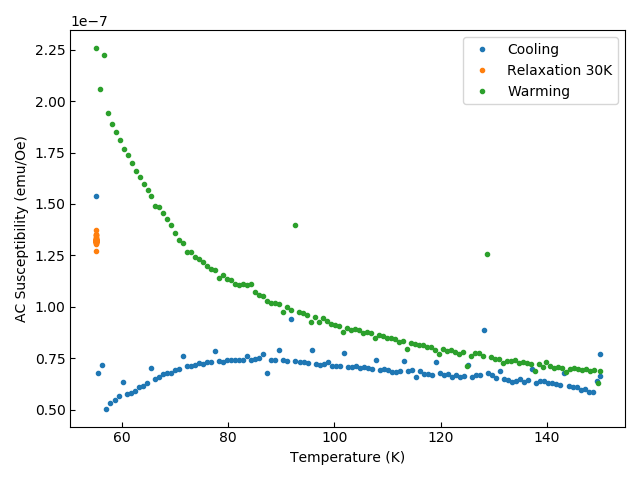 1e−7
Cooling
Relaxation 30K
Warming
2.25
2.00
1.75
1.50
1.25
1.00
0.75
0.50
AC Susceptibility (emu/Oe)
60 80 100 120 140
Temperature (K)